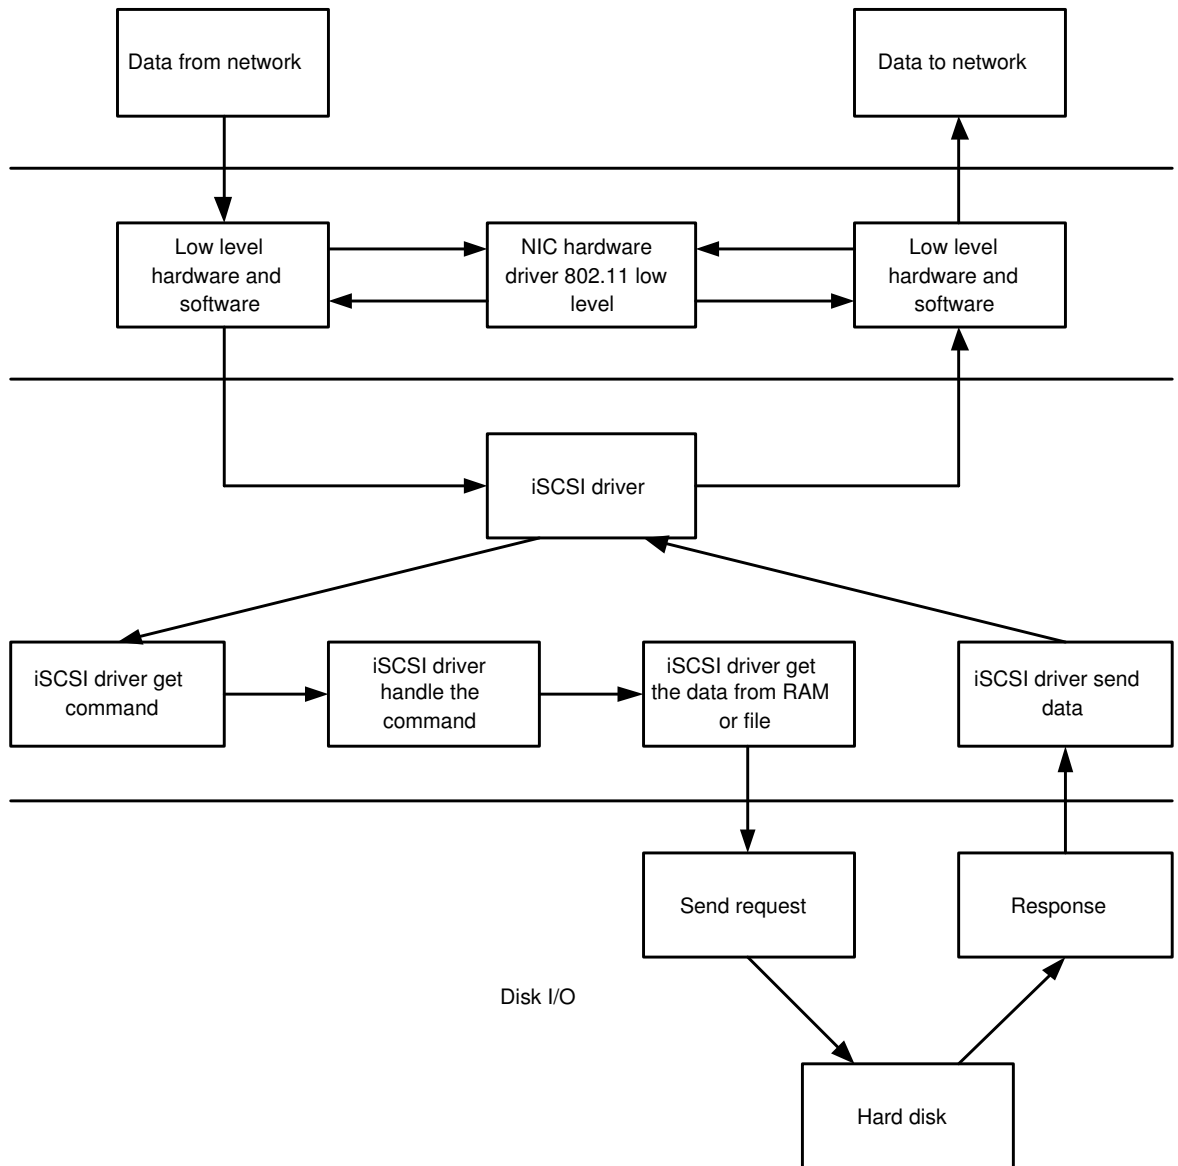 Data from network
Data to network
Low level
hardware and
software
NIC hardware
driver 802.11 low
level
Low level
hardware and
software
iSCSI driver
iSCSI driver get
command
iSCSI driver
handle the
command
iSCSI driver get
the data from RAM
or file
iSCSI driver send
data
Send request
Response
Disk I/O
Hard disk